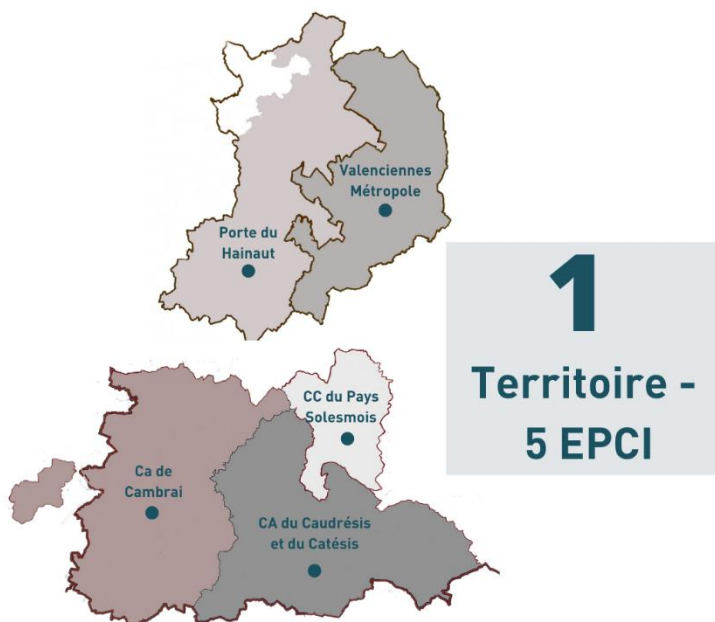 Valenciennes
Métropole
Porte du
Hainaut
1
Territoire -
5 EPCI
CC du Pays
Solesmois
Ca de
Cambrai
CA du Caudrésis
et du Catésis